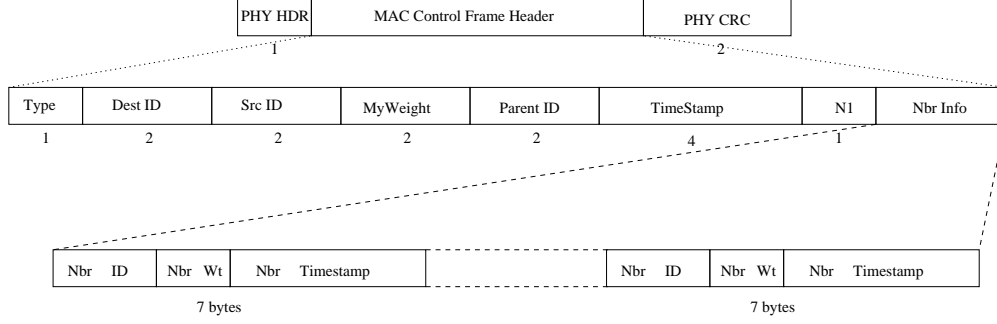 PHY HDR MAC Control Frame Header PHY CRC
1 2
Type Dest ID Src ID MyWeight Parent ID TimeStamp N1 Nbr Info
1 2 2 2 2 4 1
Nbr ID Nbr Wt Nbr Timestamp Nbr ID Nbr Wt Nbr Timestamp
7 bytes 7 bytes